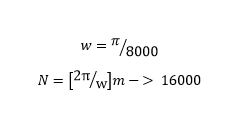 w = π/8000
N = [2π/w]m − > 16000